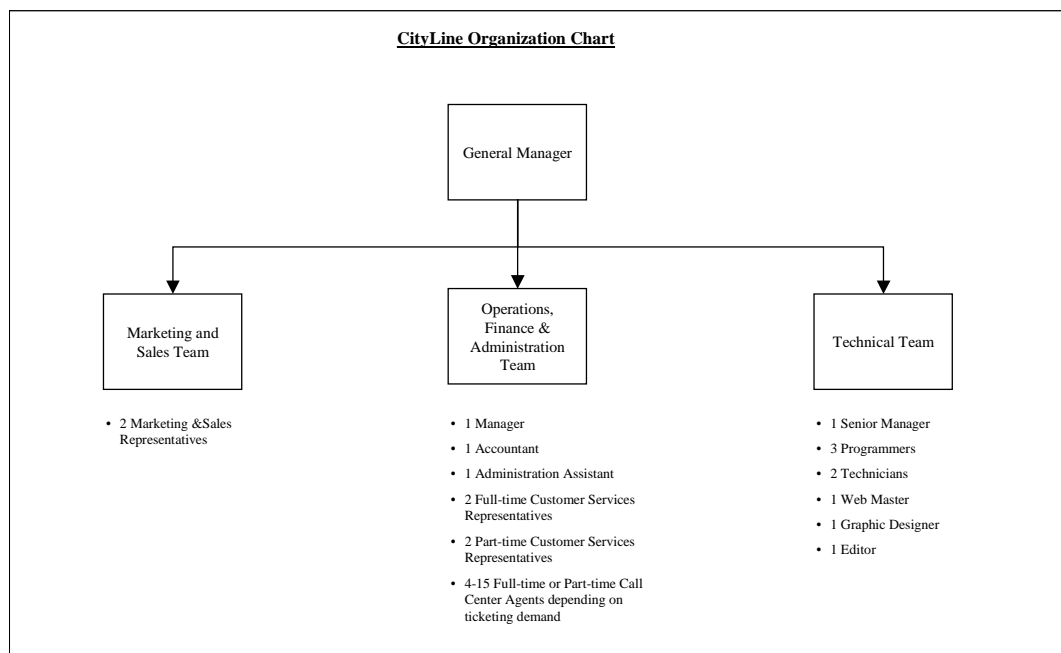 CityLine Organization Chart
General Manager
Marketing and
Sales Team
• 2 Marketing &Sales
Representatives
Operations,
Finance &
Administration
Team
• 1 Manager
• 1 Accountant
• 1 Administration Assistant
• 2 Full-time Customer Services
Representatives
• 2 Part-time Customer Services
Representatives
• 4-15 Full-time or Part-time Call
Center Agents depending on
ticketing demand
Technical Team
• 1 Senior Manager
• 3 Programmers
• 2 Technicians
• 1 Web Master
• 1 Graphic Designer
• 1 Editor